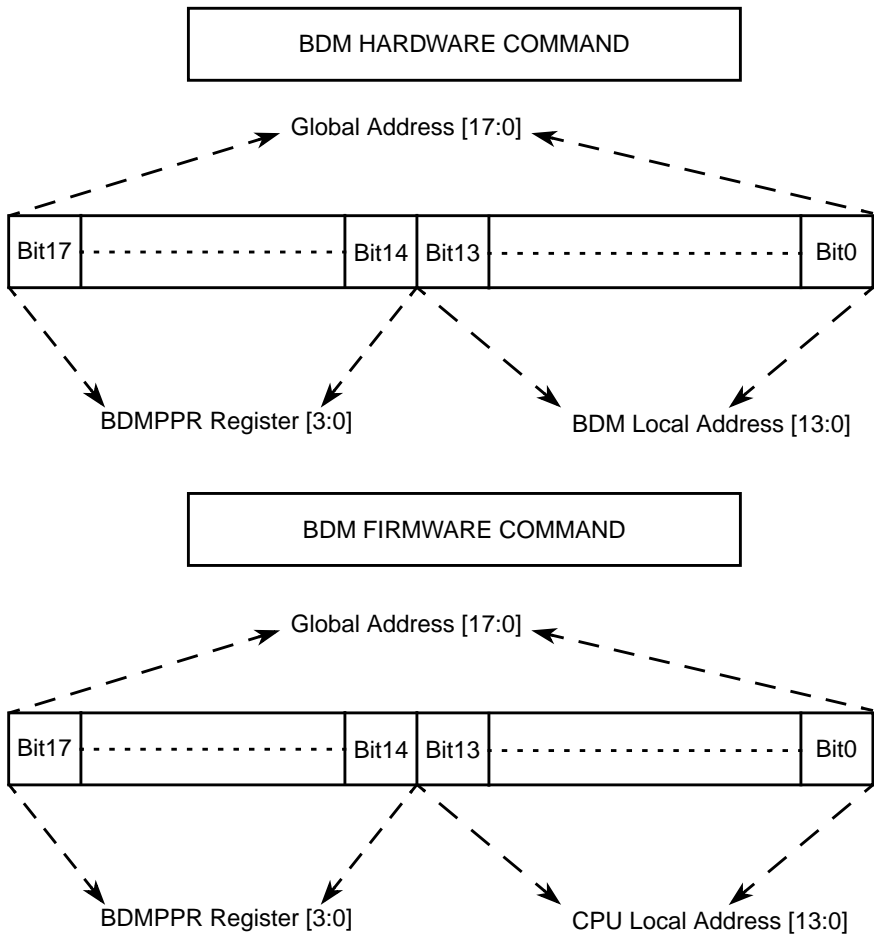 BDM HARDWARE COMMAND
Global Address [17:0]
Bit17 Bit14 Bit13 Bit0
BDMPPR Register [3:0]
BDM Local Address [13:0]
BDM FIRMWARE COMMAND
Global Address [17:0]
Bit17 Bit14 Bit13 Bit0
BDMPPR Register [3:0]
CPU Local Address [13:0]